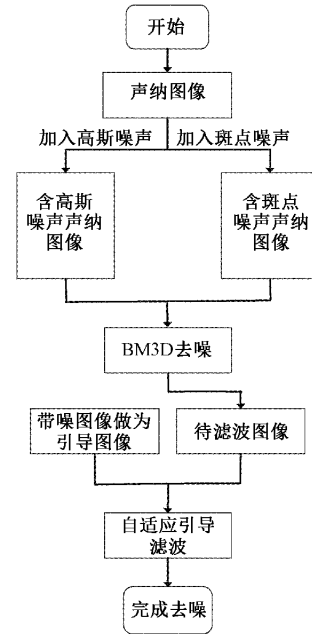 开始
声纳图像
加入高斯噪声 加入斑点噪声
含高斯
噪声声纳
图像
含斑点
噪声声纳
图像
BM3D去噪
带噪图像做为
引导图像
待滤波图像
自适应引导
滤波
完成去噪